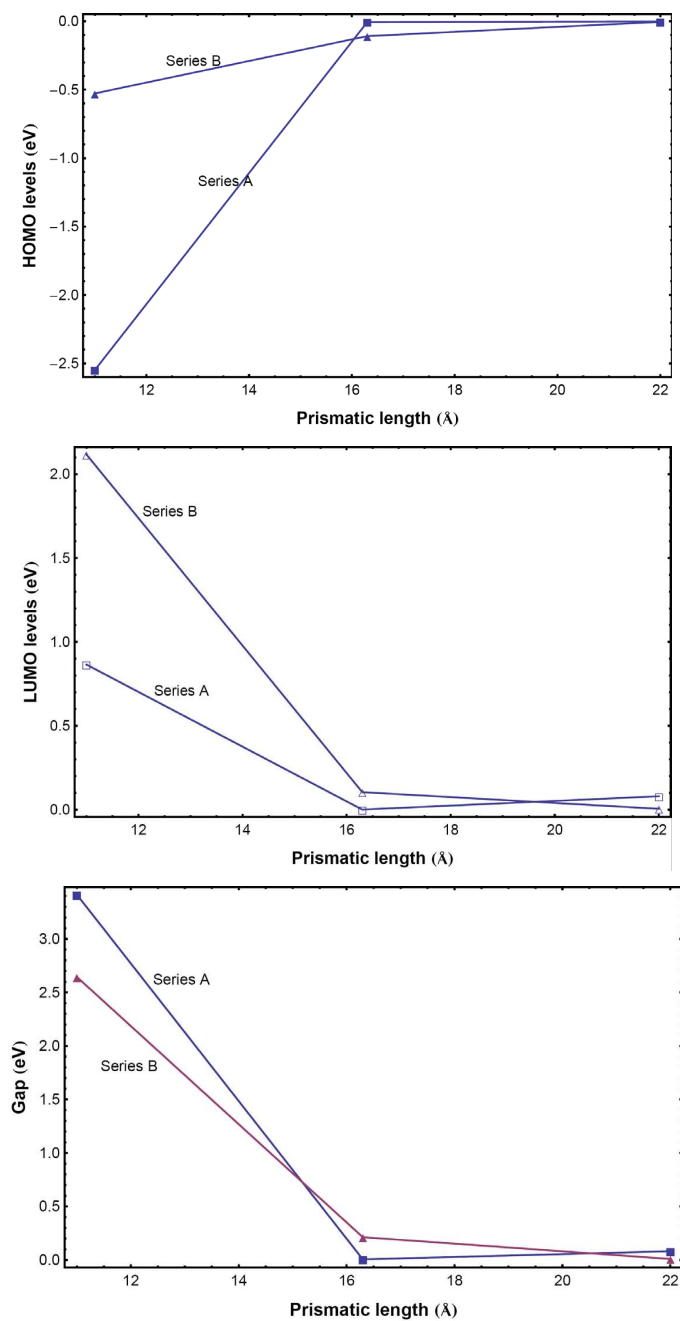 0.0
−0.5
−1.0
−1.5
−2.0
−2.5
HOMO levels (eV)
Series B
Series A
12 14 16 18 20 22
Prismatic length (Å)
2.0
1.5
1.0
0.5
0.0
LUMO levels (eV)
Series B
Series A
12 14 16 18 20 22
Prismatic length (Å)
3.0
2.5
2.0
1.5
1.0
0.5
0.0
Gap (eV)
Series A
Series B
12 14 16 18 20 22
Prismatic length (Å)